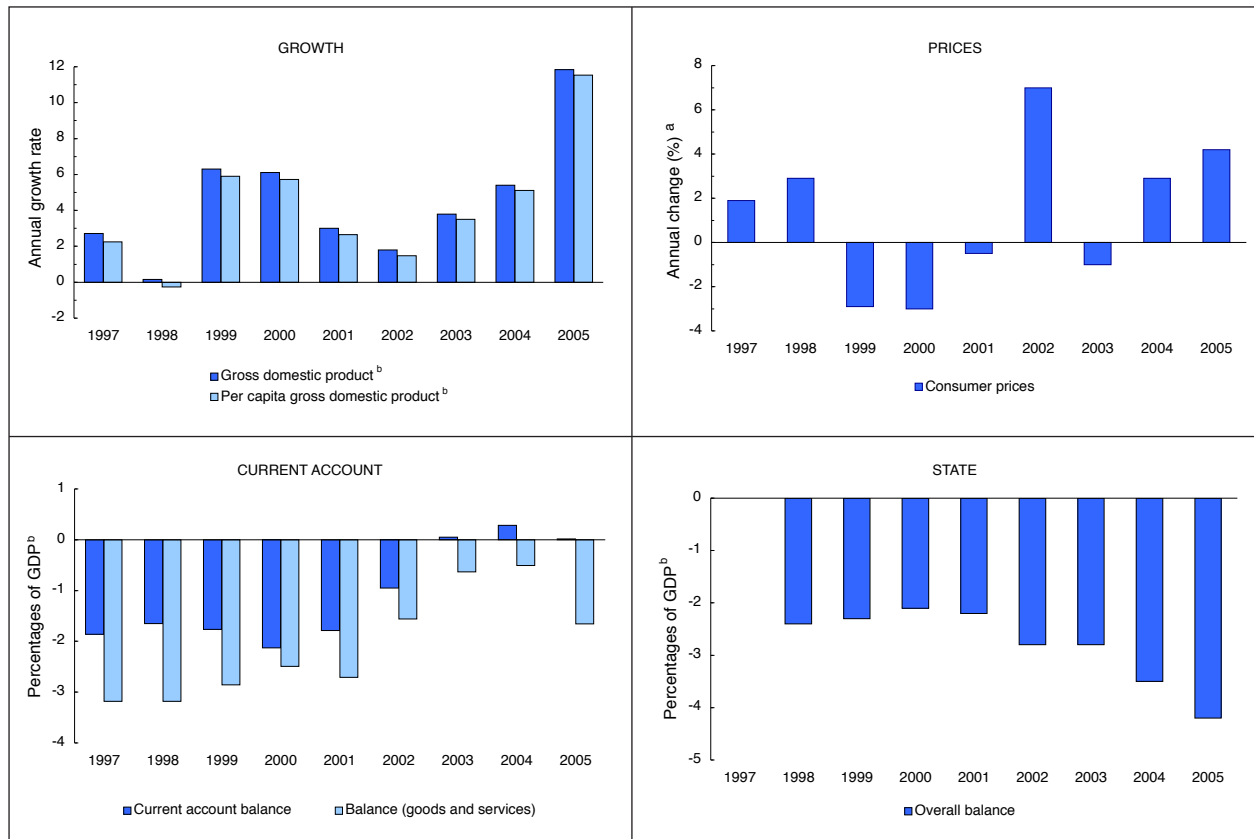 GROWTH
Annual growth rate
12
10
8
6
4
2
0
-2
1997 1998 1999 2000 2001 2002 2003 2004 2005
Gross domestic product b
Per capita gross domestic product b
PRICES
Annual change (%) a
8
6
4
2
0
-2
-4
1997 1998 1999 2000 2001 2002 2003 2004 2005
Consumer prices
CURRENT ACCOUNT
Percentages of GDP b
1
0
-1
-2
-3
-4
1997 1998 1999 2000 2001 2002 2003 2004 2005
Current account balance Balance (goods and services)
STATE
Percentages of GDP b
0
-1
-2
-3
-4
-5
1997 1998 1999 2000 2001 2002 2003 2004 2005
Overall balance